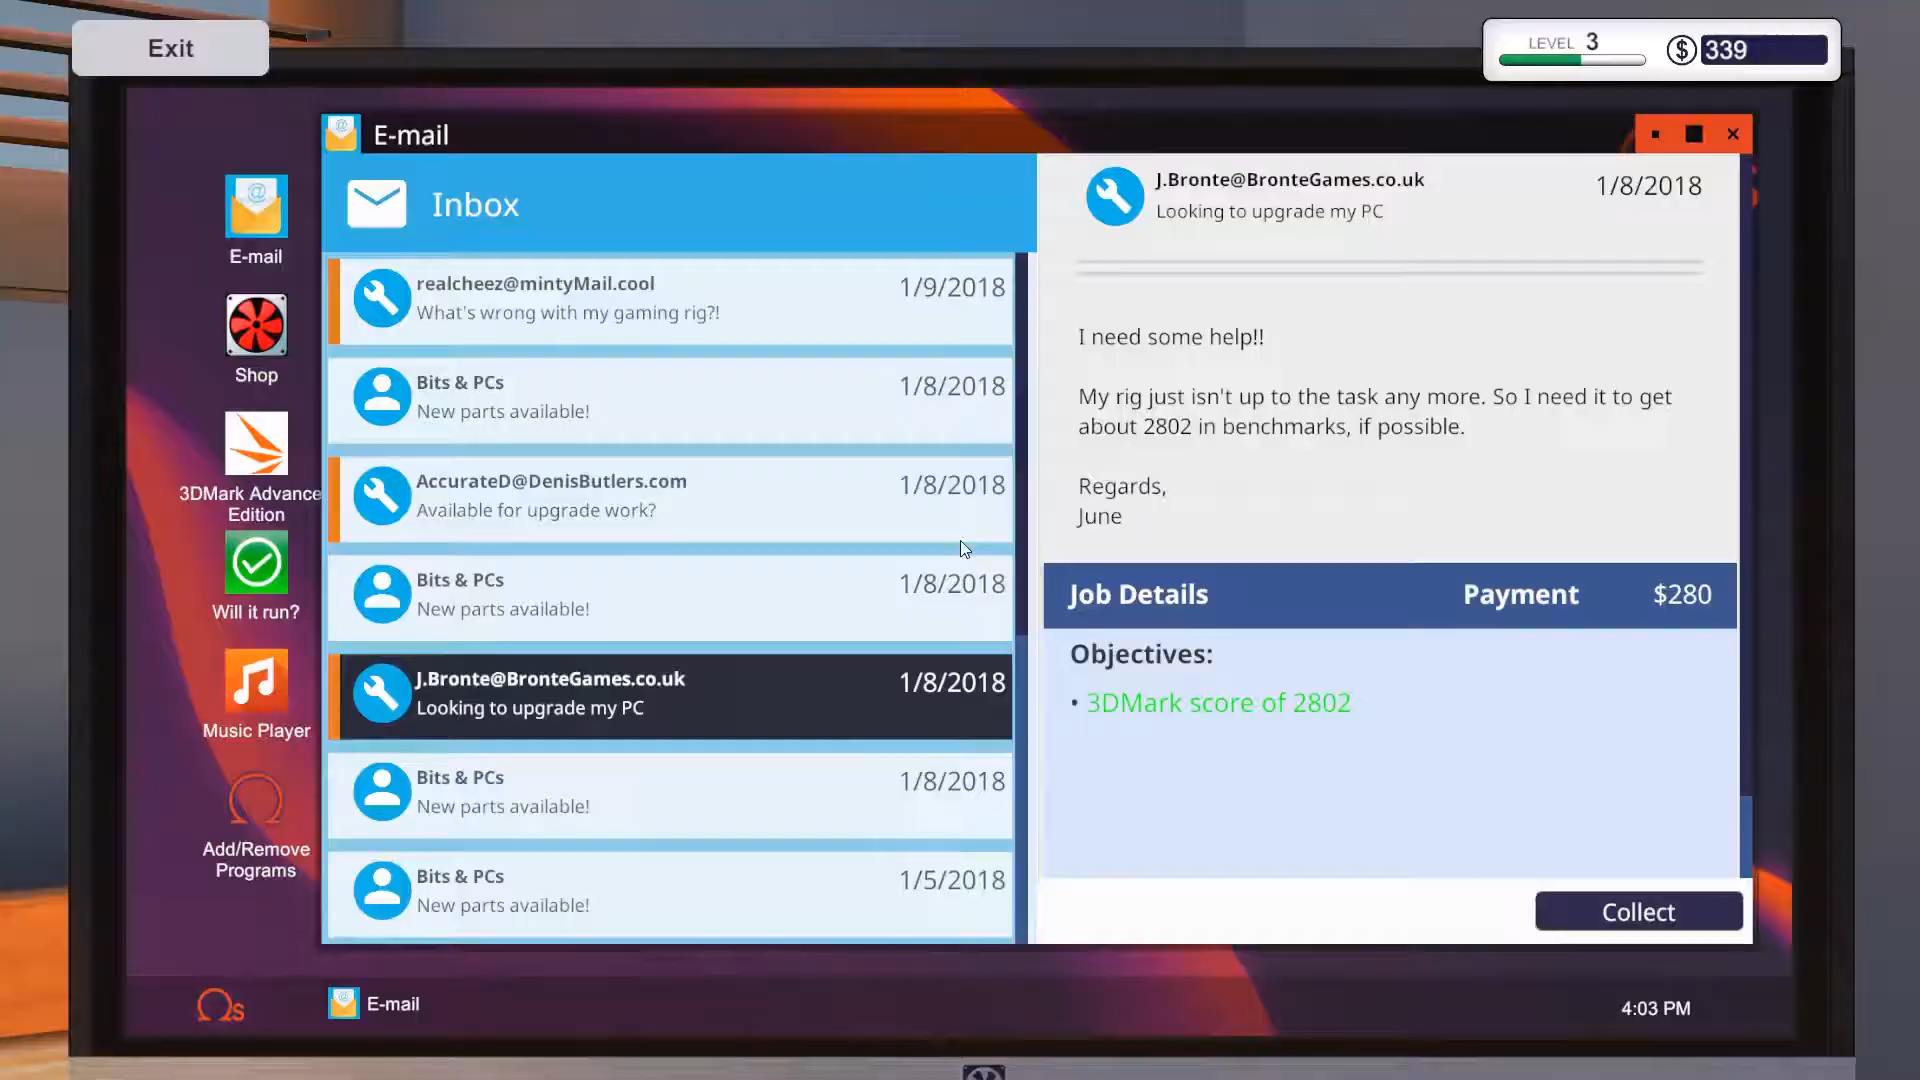 Exit
LEVEL 3
$ 339
E-mail
E-mail
Shop
3DMark Advance
Edition
Will it run?
Music Player
Add/Remove
Programs
Inbox
realcheez@mintyMail.cool
1/9/2018
What's wrong with my gaming rig?!
Bits & PCs
1/8/2018
New parts available!
AccurateD@DenisButlers.com
1/8/2018
Available for upgrade work?
Bits & PCs
1/8/2018
New parts available!
J.Bronte@BronteGames.co.uk
1/8/2018
Looking to upgrade my PC
Bits & PCs
1/8/2018
New parts available!
Bits & PCs
1/5/2018
New parts available!
J.Bronte@BronteGames.co.uk
1/8/2018
Looking to upgrade my PC
I need some help!!
My rig just isn't up to the task any more. So I need it to get
about 2802 in benchmarks, if possible.
Regards,
June
Job Details
Payment
$280
Objectives:
• 3DMark score of 2802
Collect
Ωs
E-mail
4:03 PM